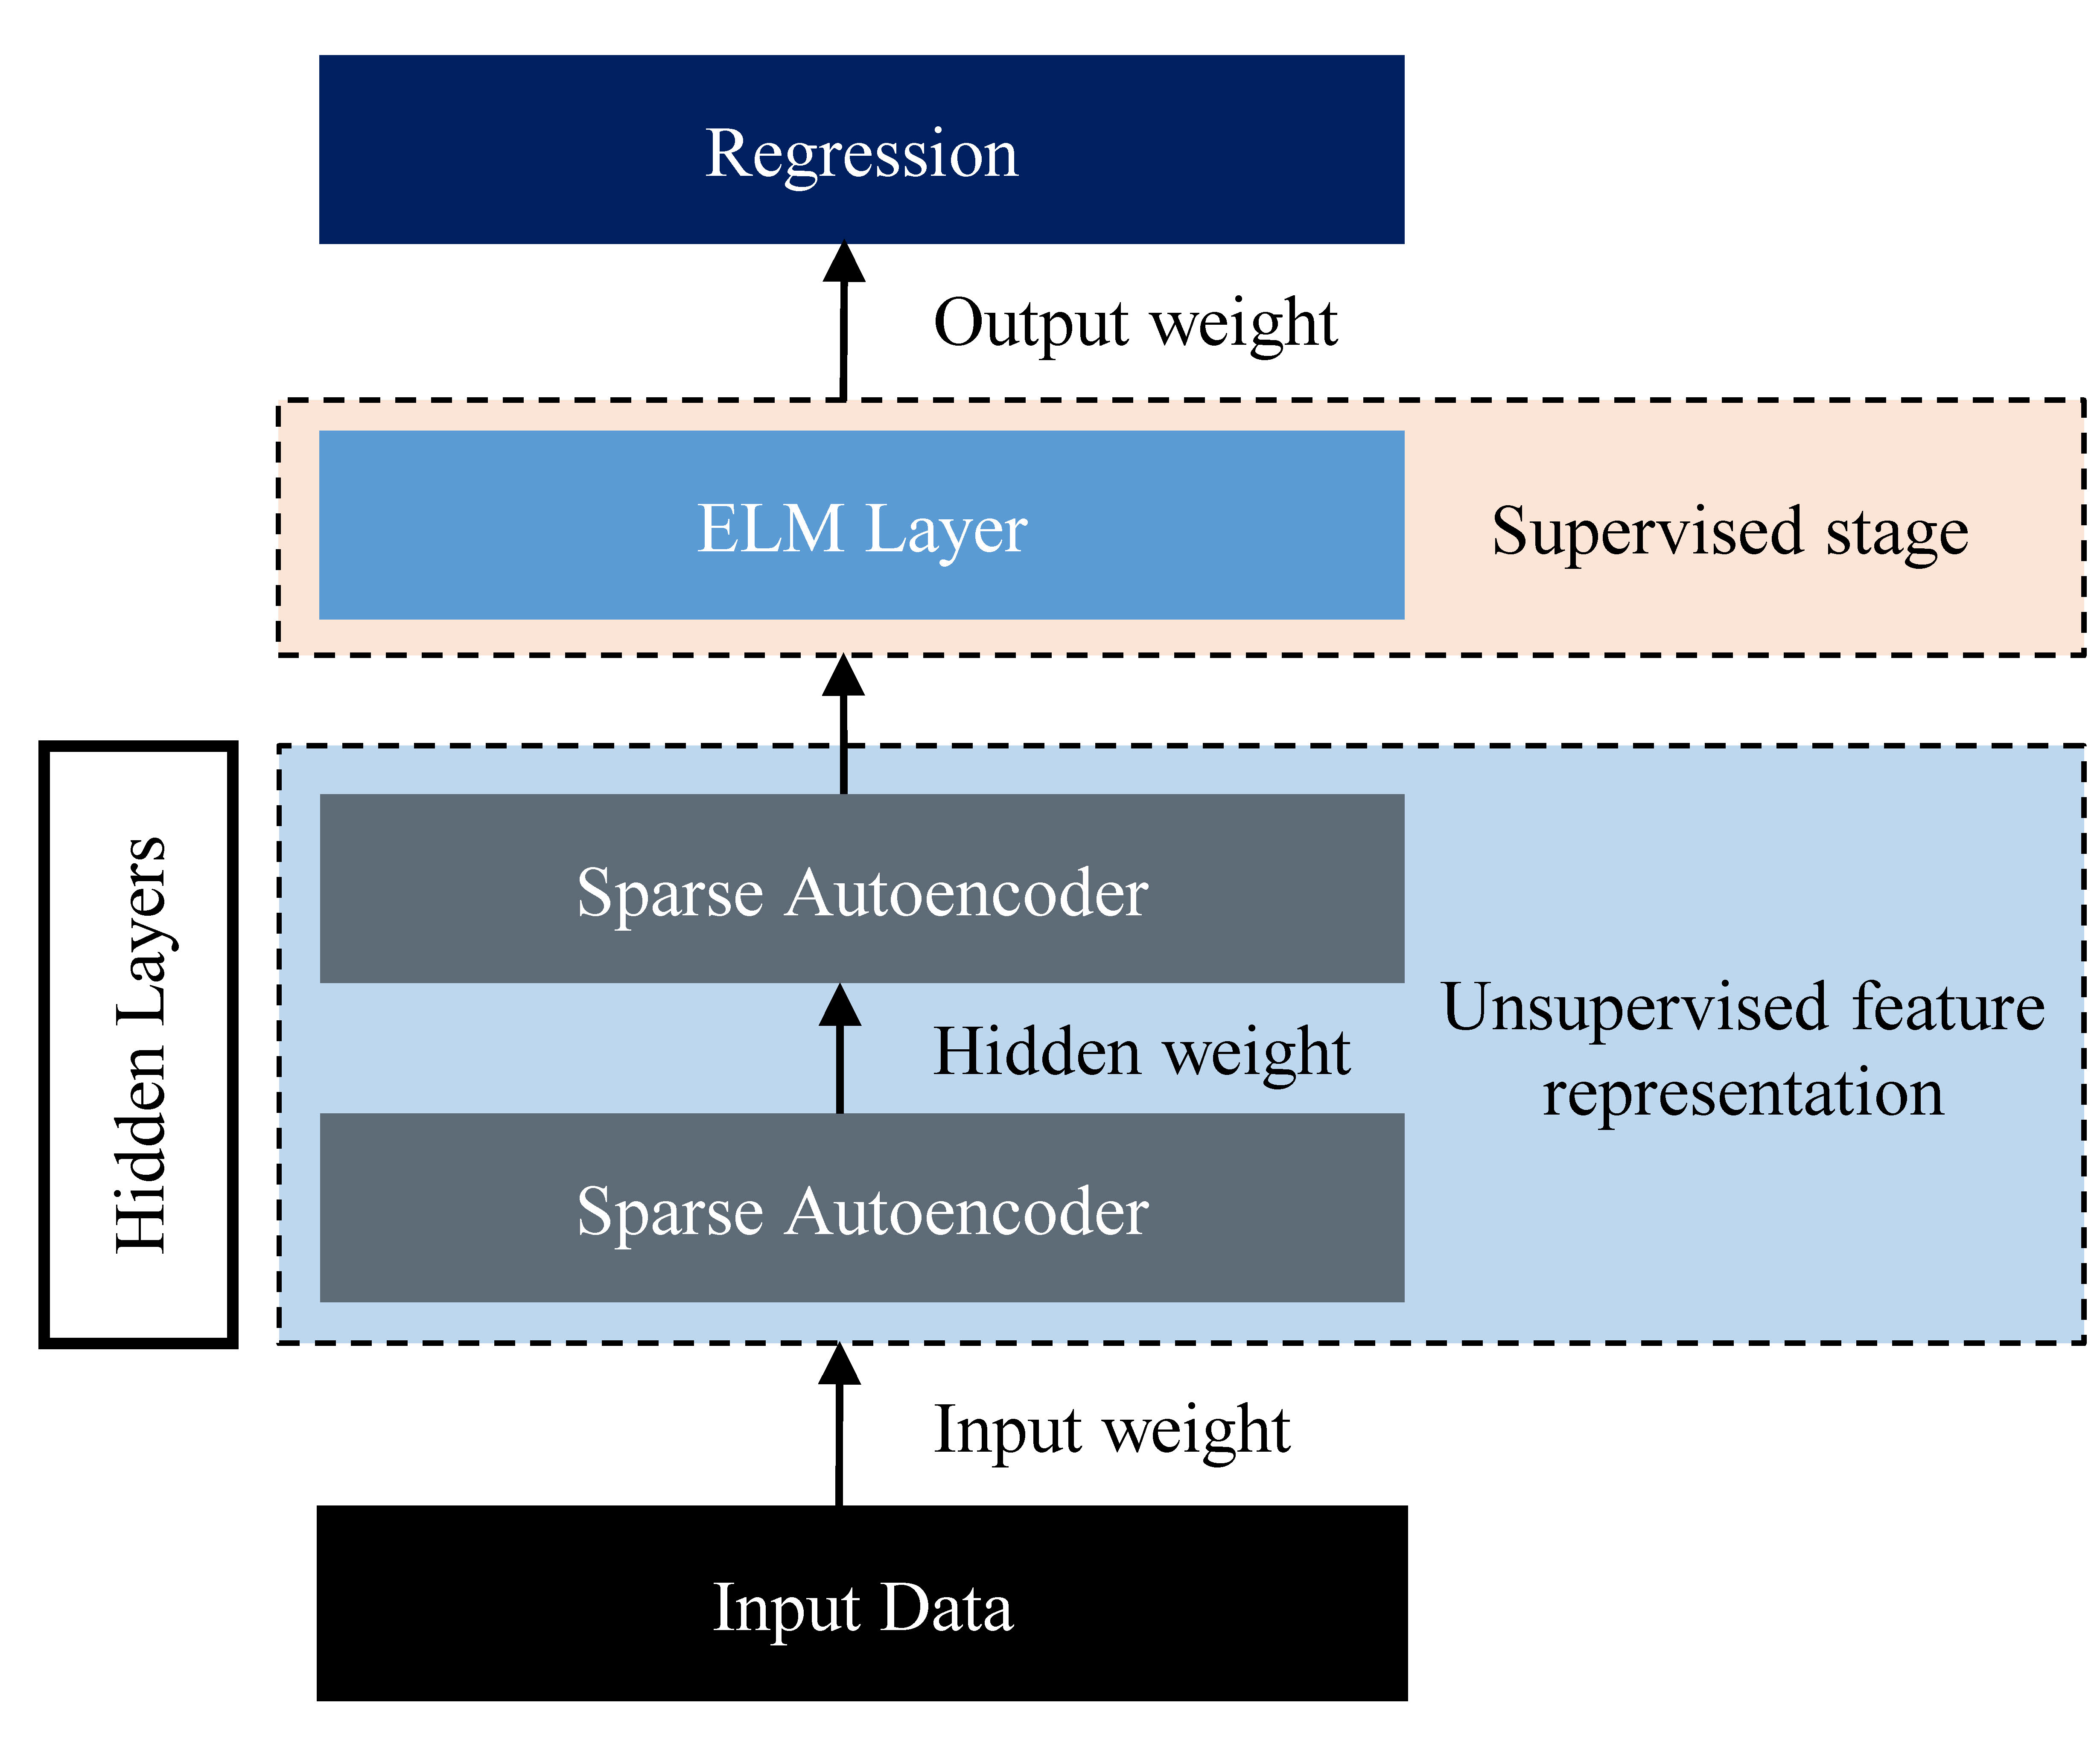 Regression
Output weight
ELM Layer
Supervised stage
Hidden Layers
Sparse Autoencoder
Hidden weight
Unsupervised feature
representation
Sparse Autoencoder
Input weight
Input Data